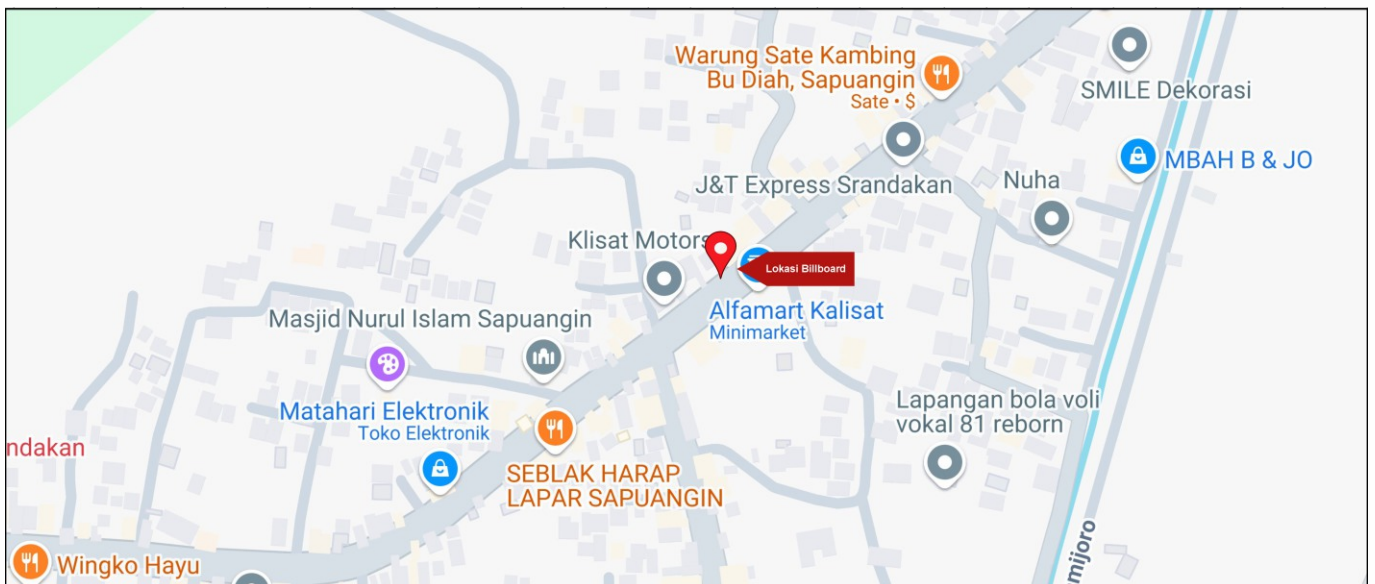 Warung Sate Kambing
Bu Diah, Sapuangin
Sate • $
SMILE Dekorasi
MBAH B & JO
J&T Express Srandakan
Nuha
Klisat Motors
Lokasi Billboard
Alfamart Kalisat
Minimarket
Masjid Nurul Islam Sapuangin
Matahari Elektronik
Toko Elektronik
Lapangan bola voli
vokal 81 reborn
ndakan
SEBLAK HARAP
LAPAR SAPUANGIN
mijoro
Wingko Hayu